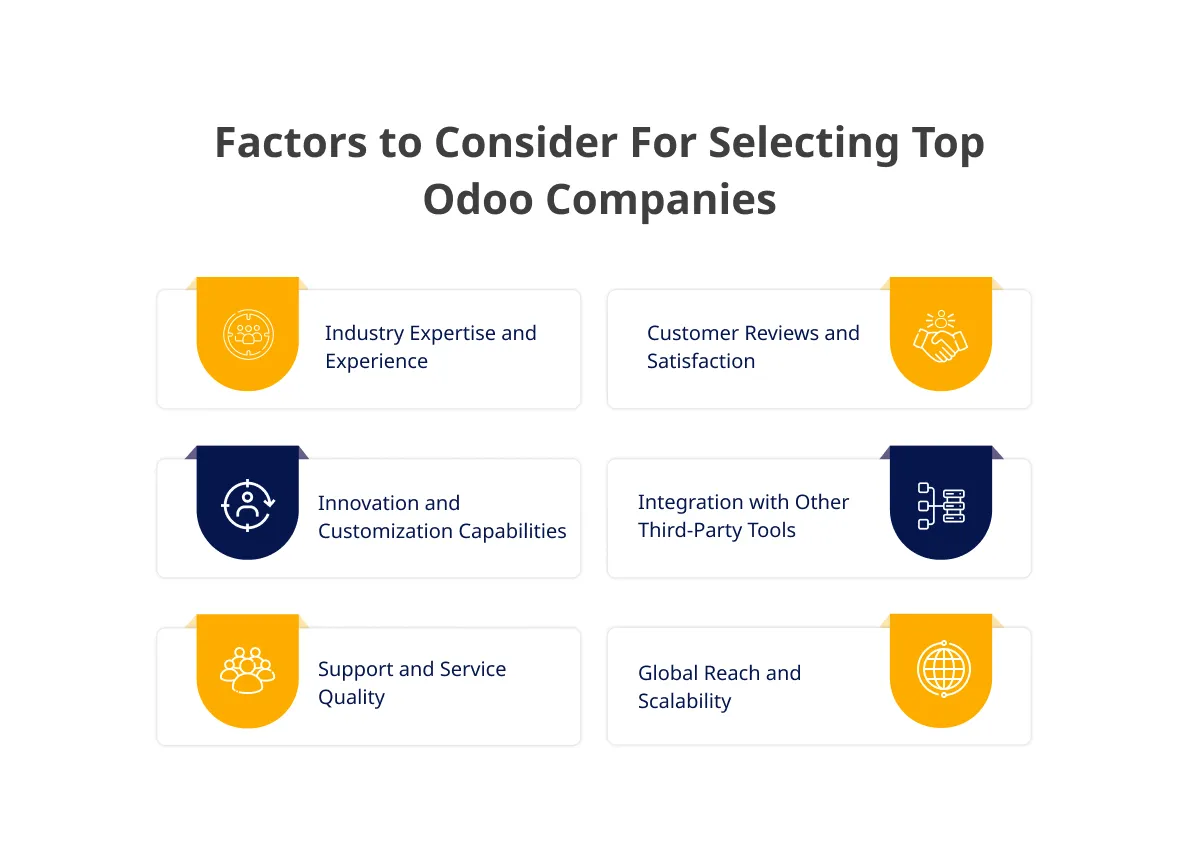 Factors to Consider For Selecting Top
Odoo Companies
Industry Expertise and
Experience
Customer Reviews and
Satisfaction
Innovation and
Customization Capabilities
Integration with Other
Third-Party Tools
Support and Service
Quality
Global Reach and
Scalability